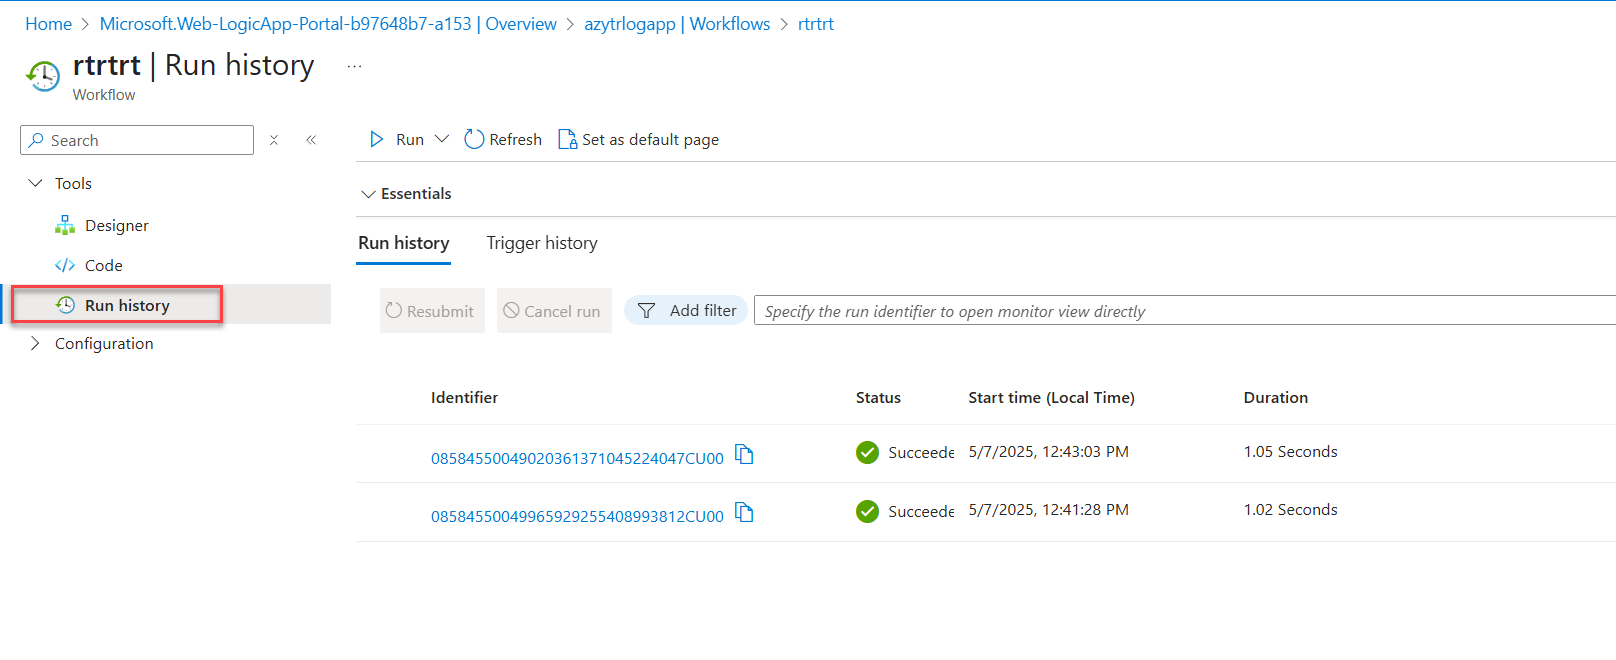 Home > Microsoft.Web-LogicApp-Portal-b97648b7-a153 | Overview > azytrlogapp | Workflows > rtrtrt
rtrtrt | Run history ...
Workflow
Search
Run Refresh Set as default page
Tools
Essentials
Designer
Run history Trigger history
Code
Run history
Resubmit Cancel run Add filter Specify the run identifier to open monitor view directly
Configuration
Identifier Status Start time (Local Time) Duration
08584550049020361371045224047CU00 Succeede 5/7/2025, 12:43:03 PM 1.05 Seconds
08584550049965929255408993812CU00 Succeede 5/7/2025, 12:41:28 PM 1.02 Seconds